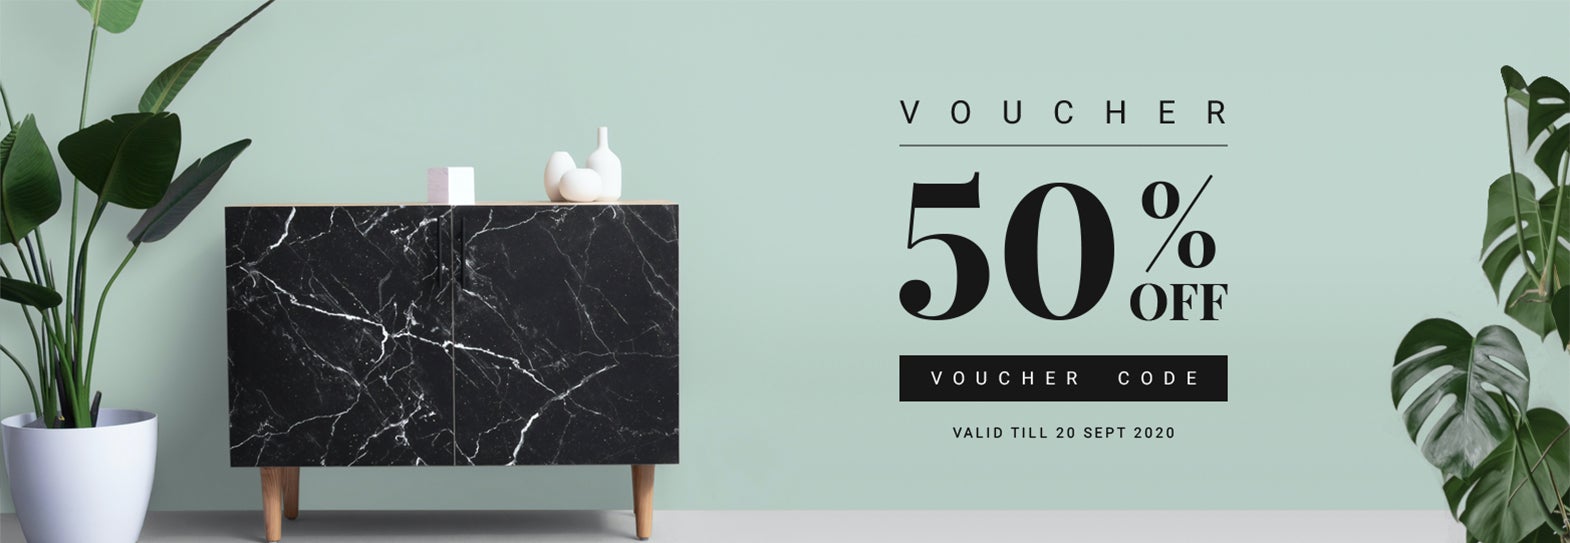 VOUCHER
50%
OFF
VOUCHER CODE
VALID TILL 20 SEPT 2020